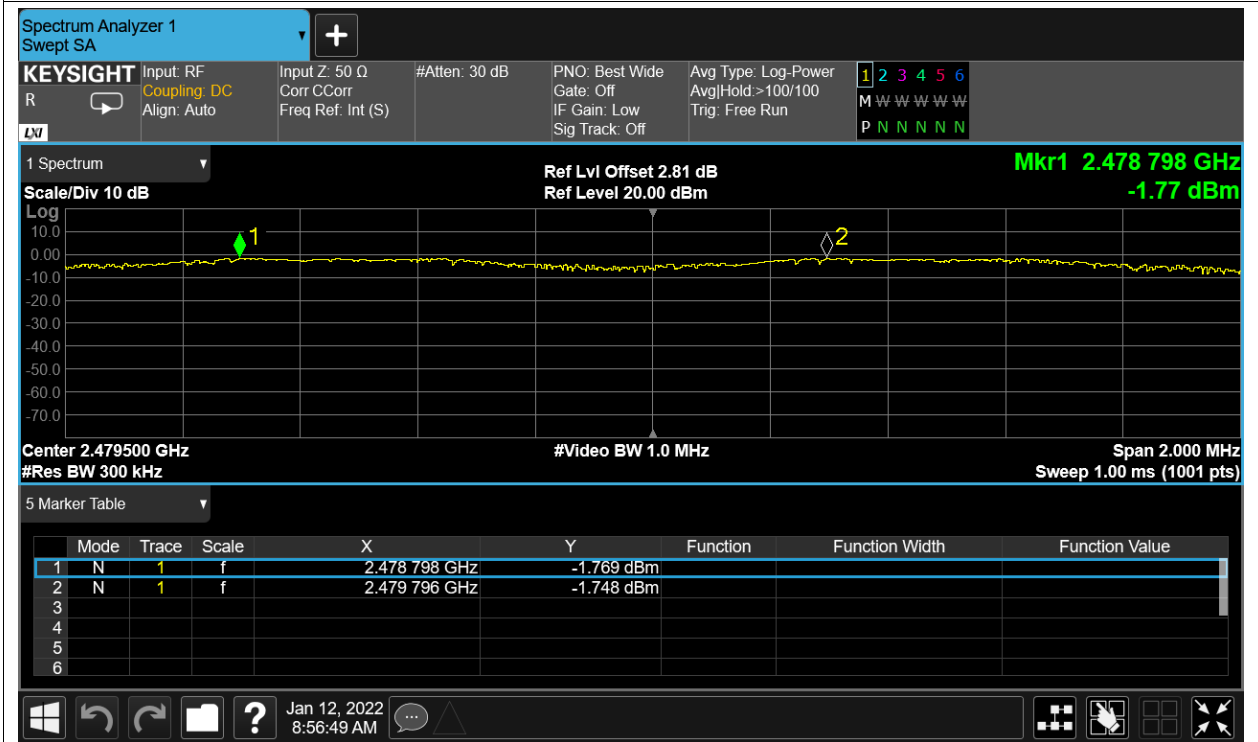 Spectrum Analyzer 1
Swept SA
KEYSIGHT Input: RF Input Z: 50 Ω #Atten: 30 dB PNO: Best Wide Avg Type: Log-Power 1 2 3 4 5 6
R Coupling: DC Corr CCorr Gate: Off Avg|Hold:>100/100 M W W W W W
Align: Auto Freq Ref: Int (S) IF Gain: Low Trig: Free Run
LXI Sig Track: Off P N N N N N
1 Spectrum Ref Lvl Offset 2.81 dB Mkr1 2.478 798 GHz
Scale/Div 10 dB Ref Level 20.00 dBm -1.77 dBm
Log
10.0
1 2
0.00
-10.0
-20.0
-30.0
-40.0
-50.0
-60.0
-70.0
Center 2.479500 GHz #Video BW 1.0 MHz Span 2.000 MHz
#Res BW 300 kHz Sweep 1.00 ms (1001 pts)
5 Marker Table
Mode Trace Scale X Y Function Function Width Function Value
1 N 1 f 2.478 798 GHz -1.769 dBm
2 N 1 f 2.479 796 GHz -1.748 dBm
3
4
5
6
? Jan 12, 2022
8:56:49 AM